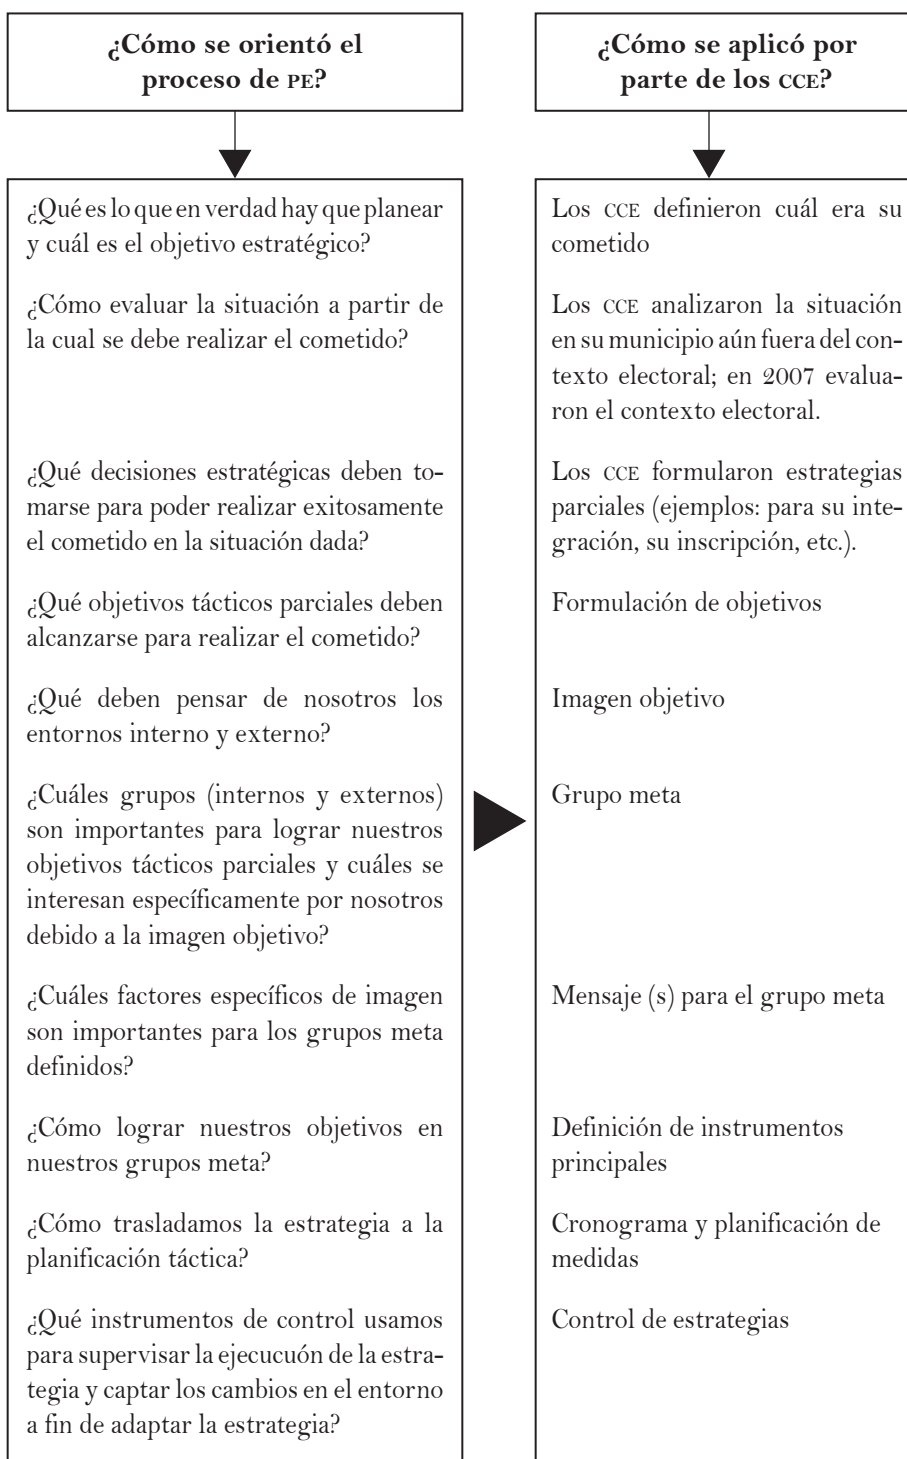 ¿Cómo se orientó el
proceso de PE?
¿Qué es lo que en verdad hay que planear
y cuál es el objetivo estratégico?
¿Cómo evaluar la situación a partir de
la cual se debe realizar el cometido?
¿Qué decisiones estratégicas deben to-
marse para poder realizar exitosamente
el cometido en la situación dada?
¿Qué objetivos tácticos parciales deben
alcanzarse para realizar el cometido?
¿Qué deben pensar de nosotros los
entornos interno y externo?
¿Cuáles grupos (internos y externos)
son importantes para lograr nuestros
objetivos tácticos parciales y cuáles se
interesan específicamente por nosotros
debido a la imagen objetivo?
¿Cuáles factores específicos de imagen
son importantes para los grupos meta
definidos?
¿Cómo lograr nuestros objetivos en
nuestros grupos meta?
¿Cómo trasladamos la estrategia a la
planificación táctica?
¿Qué instrumentos de control usamos
para supervisar la ejecucuón de la estra-
tegia y captar los cambios en el entorno
a fin de adaptar la estrategia?
¿Cómo se aplicó por
parte de los CCE?
Los CCE definieron cuál era su
cometido
Los CCE analizaron la situación
en su municipio aún fuera del con-
texto electoral; en 2007 evalua-
ron el contexto electoral.
Los CCE formularon estrategias
parciales (ejemplos: para su inte-
gración, su inscripción, etc.).
Formulación de objetivos
Imagen objetivo
Grupo meta
Mensaje (s) para el grupo meta
Definición de instrumentos
principales
Cronograma y planificación de
medidas
Control de estrategias